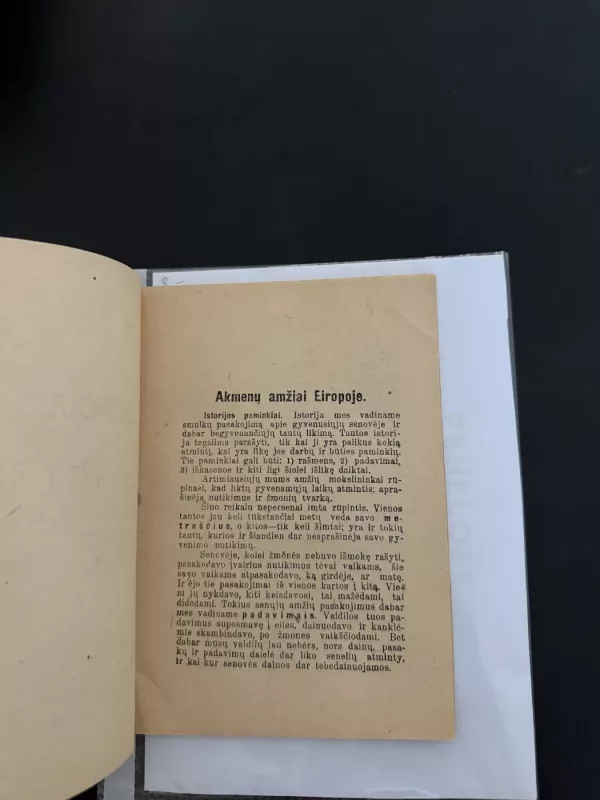 8 –
Akmenų amžiai Eiropoje.
Istorijos paminklai. Istorija mes vadiname
smulkų pasakojimą apie gyvenusiųjų senovėje ir
dabar begyvenančiųjų tautų likimą. Tautos istori-
ja tegalima parašyti, tik kai ji yra palikus kokią
atmintį, kai yra likę jos darbų ir būties paminklų.
Tie paminklai gali būti: 1) rašmens, 2) padavimai,
3) iškasenos ir kiti ligi šiolei išlikę daiktai.
Artimiausiųjų mums amžių mokslininkai rū-
pinasi, kad liktų gyvenamųjų laikų atmintis; apra-
šinėja nutikimus ir žmonių tvarką.
Šiuo reikalu nepersenai imta rūpintis. Vienos
tautos jau keli tūkstančiai metų veda savo me-
traščius, o kitos—tik keli šimtai; yra ir tokių
tautų, kurios ir šiandien dar neaprašinėja savo gy-
venimo nutikimų.
Senovėje, kolei žmonės nebuvo išmokę rašyti,
pasakodavo įvairius nutikimus tėvai vaikams, šie
savo vaikams atpasakodavo, ką girdėję, ar matę.
Ir ėjo tie pasakojimai iš vienos kartos į kitą. Vie-
ni jų nykdavo, kiti keisdavosi, tai mažėdami, tai
didėdami. Tokius senųjų amžių pasakojimus dabar
mes vadiname padavimais. Vaidilos tuos pa-
davimus suposmavę į eiles, dainuodavo ir kanklė-
mis skambindavo, po žmones vaikščiodami. Bet
dabar mūsų vaidilų jau nebėra, nors dainų, pasa-
kų ir padavimų dalelė dar liko senelių atminty,
ir kai kur senovės dainos dar tebedainuojamos.